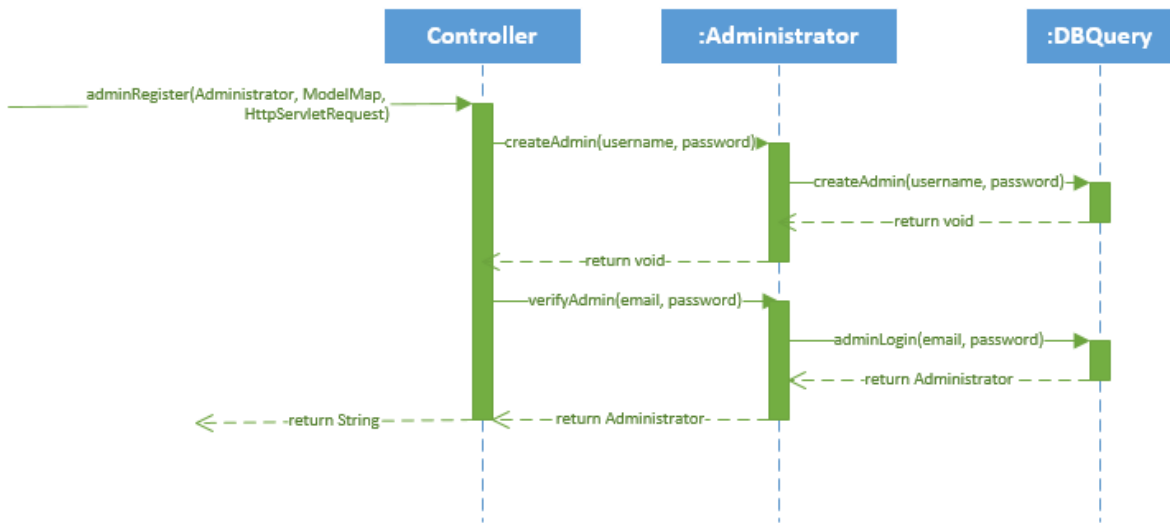 Controller
:Administrator
:DBQuery
adminRegister(Administrator, ModelMap,
HttpServletRequest)
createAdmin(username, password)
createAdmin(username, password)
return void
return void
verifyAdmin(email, password)
adminLogin(email, password)
return Administrator
return Administrator
return String